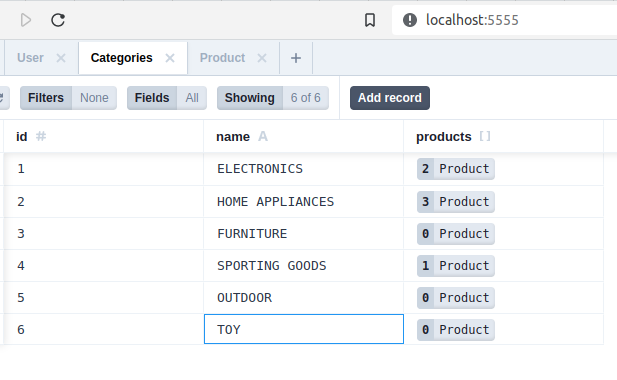 localhost:5555
User × Categories × Product × +
Filters None Fields All Showing 6 of 6 Add record
id # name A products []
1 ELECTRONICS 2 Product
2 HOME APPLIANCES 3 Product
3 FURNITURE 0 Product
4 SPORTING GOODS 1 Product
5 OUTDOOR 0 Product
6 TOY 0 Product